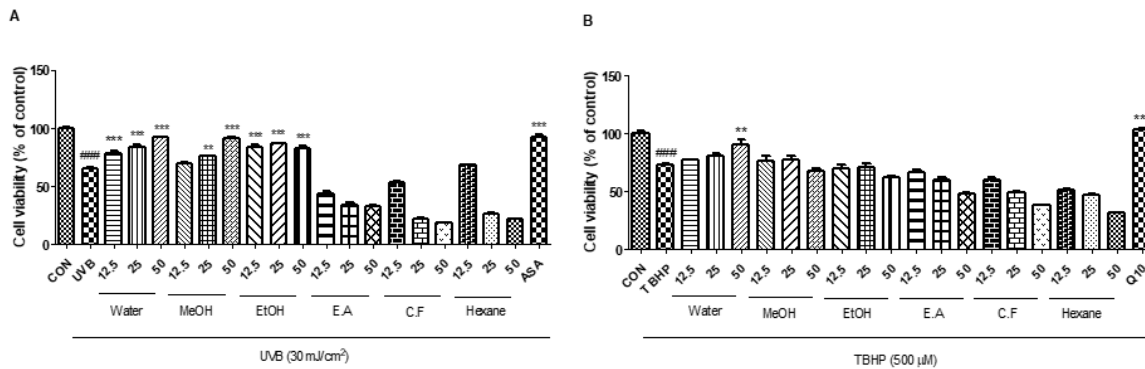 A
Cell viability (% of control)
150
100
50
0
### *** *** *** ** *** *** *** ***
CON UVB 12.5 25 50 12.5 25 50 12.5 25 50 12.5 25 50 12.5 25 50 12.5 25 50 ASA
Water MeOH EtOH E.A C.F Hexane
UVB (30 mJ/cm²)
B
Cell viability (% of control)
150
100
50
0
### ** **
CON TBHP 12.5 25 50 12.5 25 50 12.5 25 50 12.5 25 50 12.5 25 50 12.5 25 50 Q10
Water MeOH EtOH E.A C.F Hexane
TBHP (500 µM)